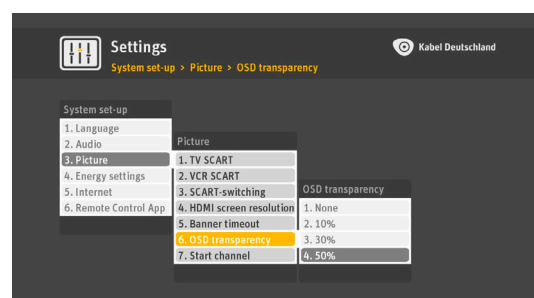 Settings
Kabel Deutschland
System set-up > Picture > OSD transparency
System set-up
1. Language
2. Audio
3. Picture
4. Energy settings
5. Internet
6. Remote Control App
Picture
1. TV SCART
2. VCR SCART
3. SCART-switching
4. HDMI screen resolution
5. Banner timeout
6. OSD transparency
7. Start channel
OSD transparency
1. None
2. 10%
3. 30%
4. 50%